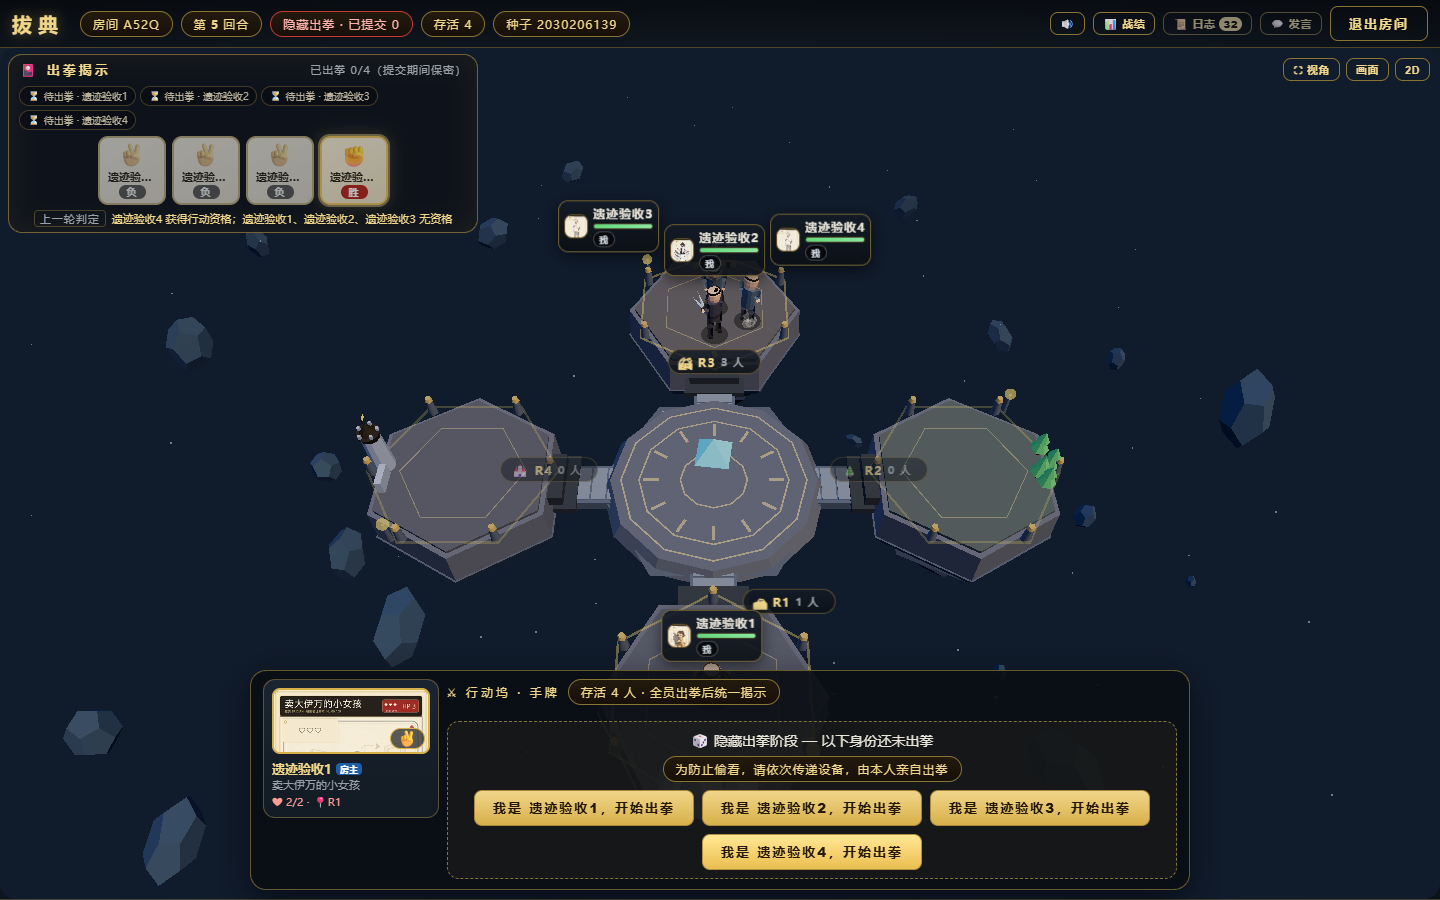 拔典
房间 A52Q
第 5 回合
隐藏出拳 · 已提交 0
存活 4
种子 2030206139
战绩
日志 32
发言
退出房间
出拳揭示
已出拳 0/4（提交期间保密）
待出拳 · 遗迹验收1
待出拳 · 遗迹验收2
待出拳 · 遗迹验收3
待出拳 · 遗迹验收4
遗迹验…
负
遗迹验…
负
遗迹验…
负
遗迹验…
胜
上一轮判定
遗迹验收4 获得行动资格；遗迹验收1、遗迹验收2、遗迹验收3 无资格
视角
画面
2D
遗迹验收3
我
遗迹验收2
我
遗迹验收4
我
R3 3 人
R4 0 人
R2 0 人
R1 1 人
遗迹验收1
我
卖大伊万的小女孩
遗迹验收1 房主
卖大伊万的小女孩
2/2 · R1
行动坞 · 手牌
存活 4 人 · 全员出拳后统一揭示
隐藏出拳阶段 — 以下身份还未出拳
为防止偷看，请依次传递设备，由本人亲自出拳
我是 遗迹验收1，开始出拳
我是 遗迹验收2，开始出拳
我是 遗迹验收3，开始出拳
我是 遗迹验收4，开始出拳